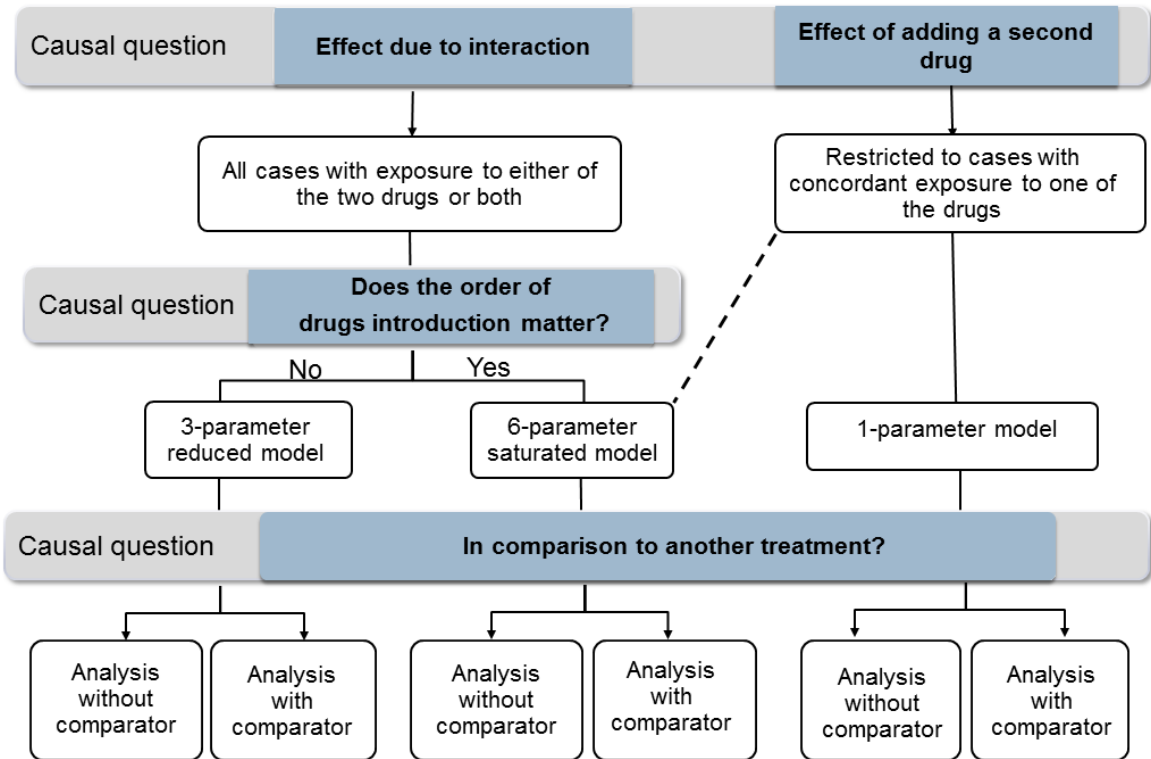 Causal question
Effect due to interaction
Effect of adding a second
drug
All cases with exposure to either of
the two drugs or both
Restricted to cases with
concordant exposure to one of
the drugs
Causal question
Does the order of
drugs introduction matter?
No
Yes
3-parameter
reduced model
6-parameter
saturated model
1-parameter model
Causal question
In comparison to another treatment?
Analysis
without
comparator
Analysis
with
comparator
Analysis
without
comparator
Analysis
with
comparator
Analysis
without
comparator
Analysis
with
comparator